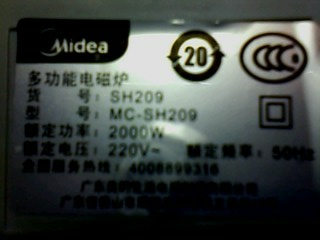 Midea
20
多功能电磁炉
货 号：SH209
型 号：MC-SH209
额定功率：2000W
额定电压：220V~ 额定频率：50Hz
全国服务热线：4008899315